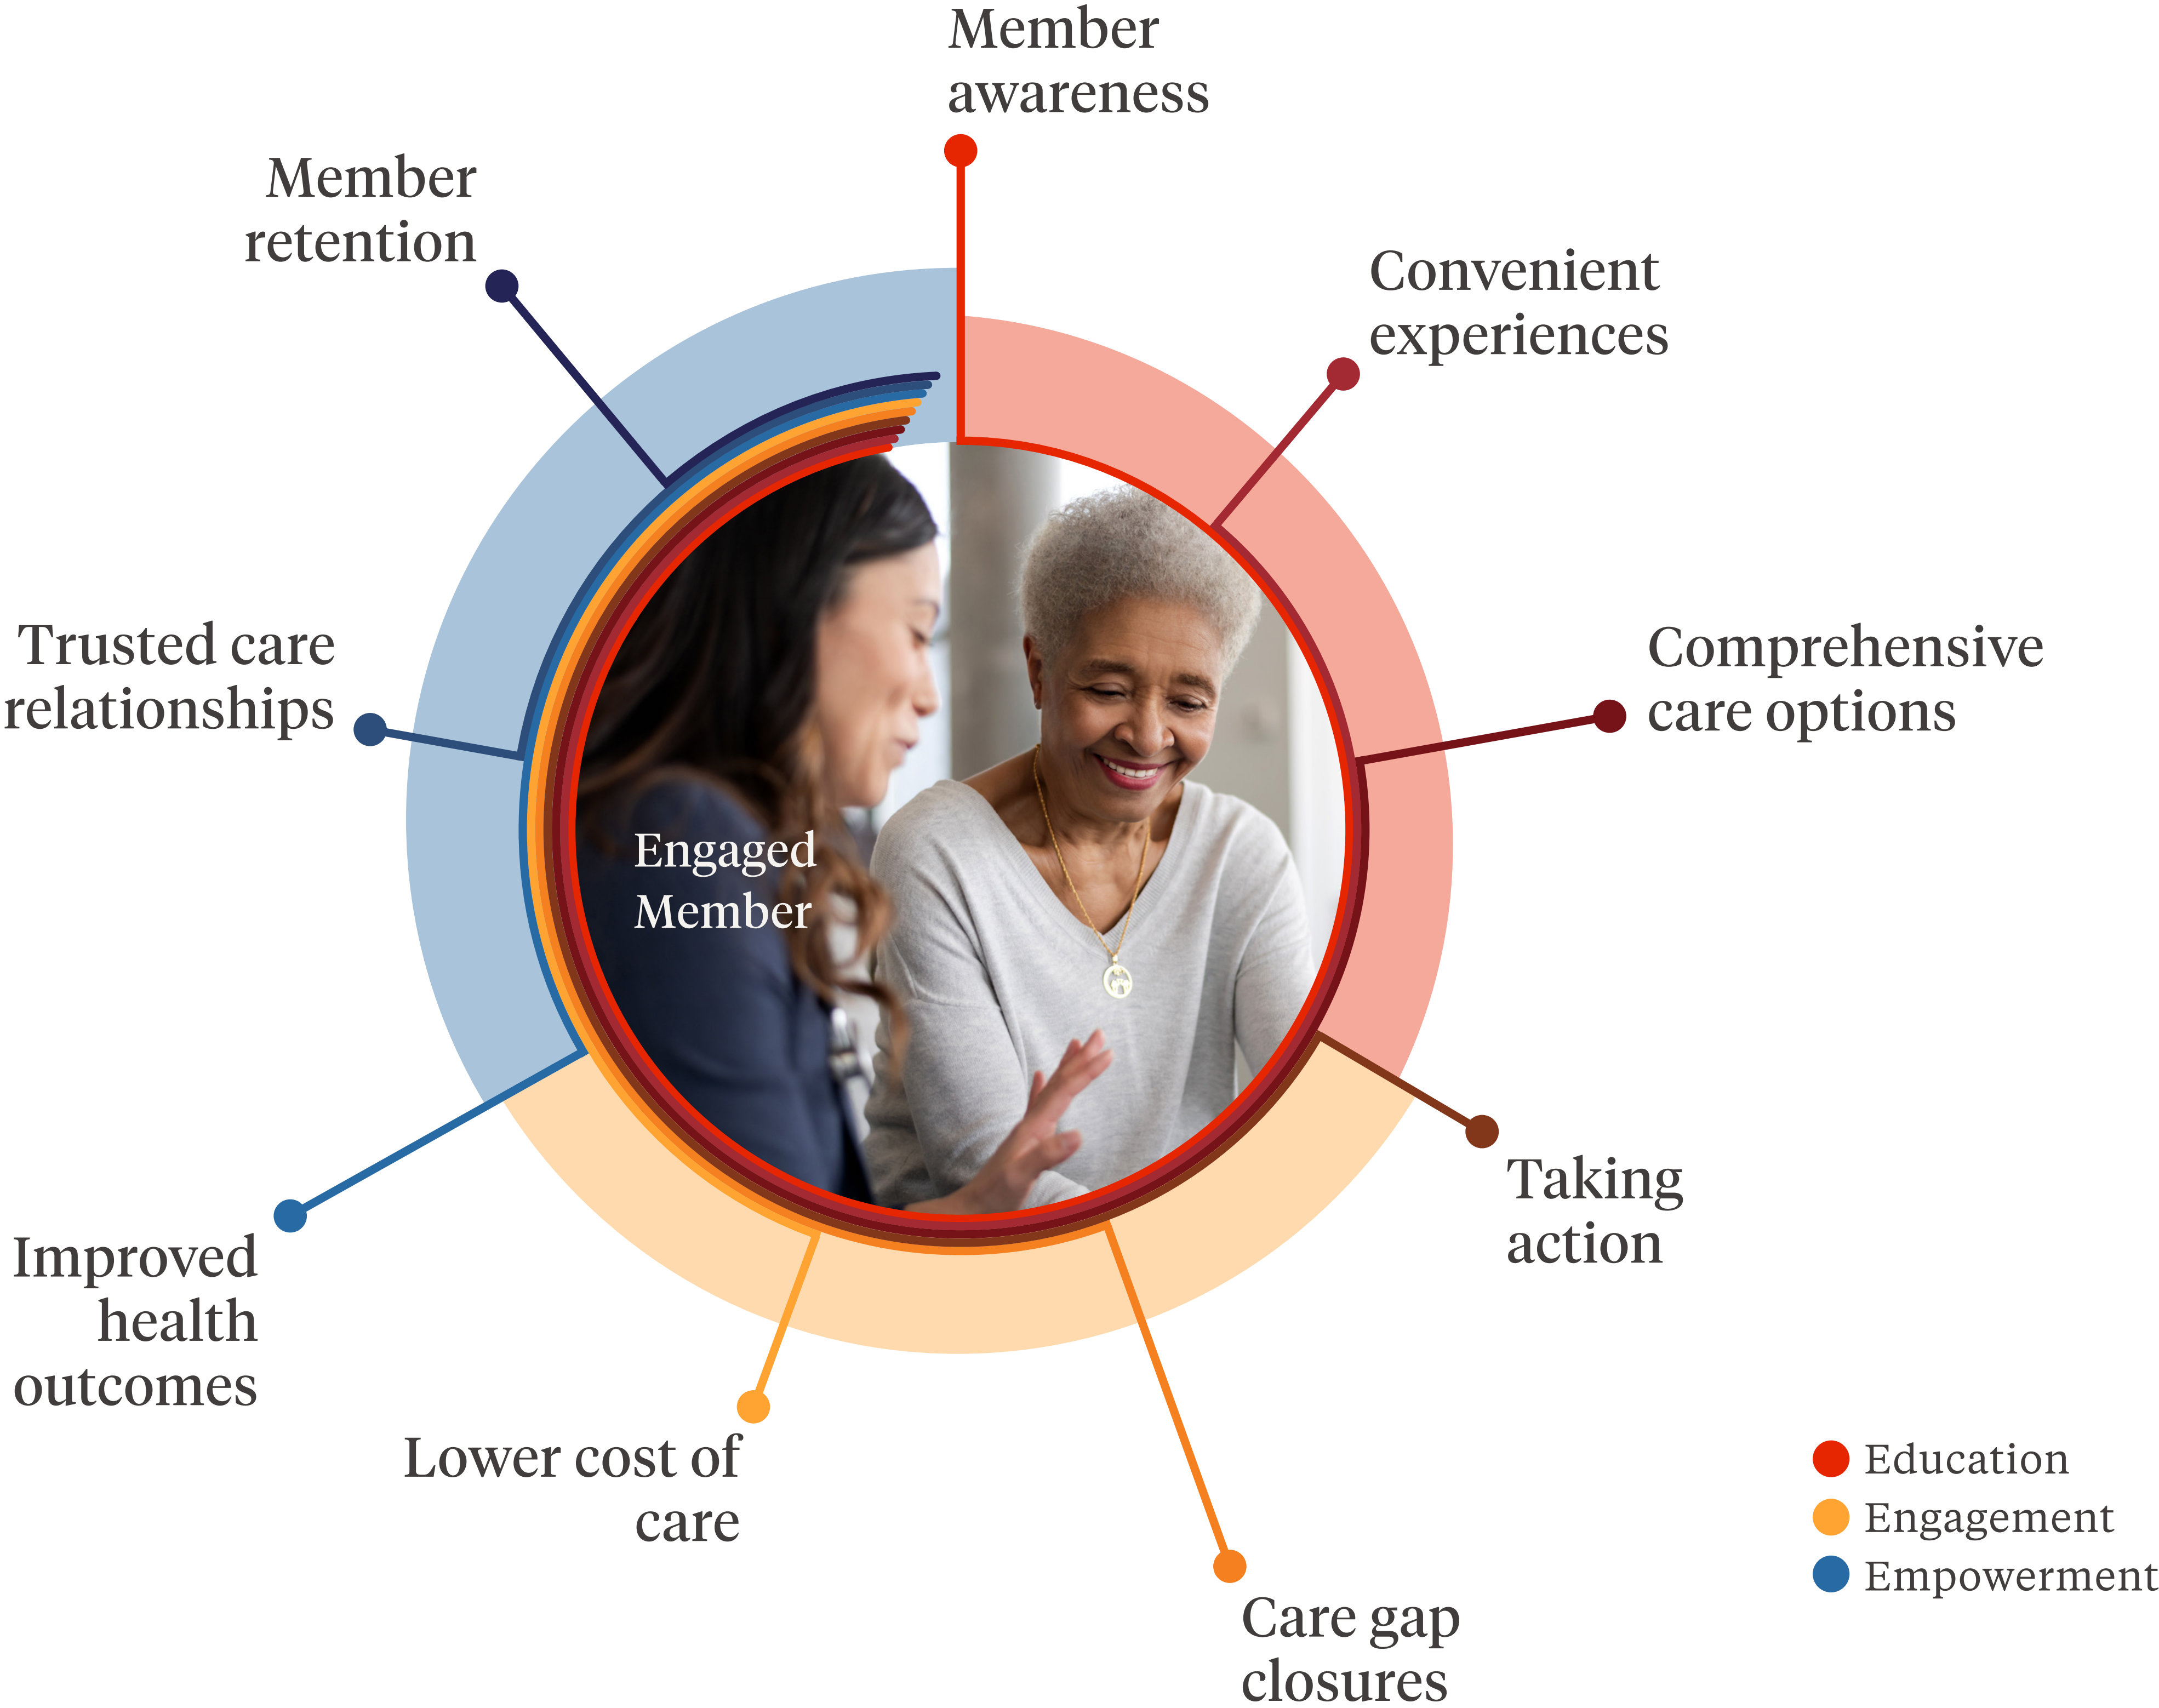 Member
awareness
Convenient
experiences
Comprehensive
care options
Taking
action
Care gap
closures
Lower cost of
care
Improved
health
outcomes
Trusted care
relationships
Member
retention
Engaged
Member
Education
Engagement
Empowerment